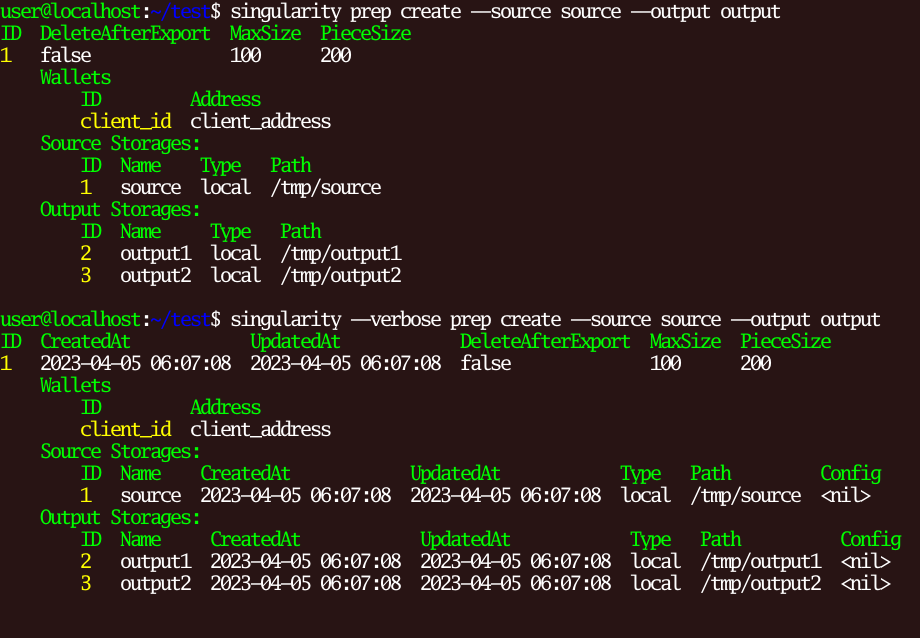 user@localhost:~/test$ singularity prep create --source source --output output
ID  DeleteAfterExport  MaxSize  PieceSize
1   false              100      200
    Wallets
        ID         Address
        client_id  client_address
    Source Storages:
        ID  Name    Type   Path
        1   source  local  /tmp/source
    Output Storages:
        ID  Name     Type   Path
        2   output1  local  /tmp/output1
        3   output2  local  /tmp/output2
user@localhost:~/test$ singularity --verbose prep create --source source --output output
ID  CreatedAt            UpdatedAt            DeleteAfterExport  MaxSize  PieceSize
1   2023-04-05 06:07:08  2023-04-05 06:07:08  false              100      200
    Wallets
        ID         Address
        client_id  client_address
    Source Storages:
        ID  Name    CreatedAt            UpdatedAt            Type   Path         Config
        1   source  2023-04-05 06:07:08  2023-04-05 06:07:08  local  /tmp/source  <nil>
    Output Storages:
        ID  Name     CreatedAt            UpdatedAt            Type   Path          Config
        2   output1  2023-04-05 06:07:08  2023-04-05 06:07:08  local  /tmp/output1  <nil>
        3   output2  2023-04-05 06:07:08  2023-04-05 06:07:08  local  /tmp/output2  <nil>